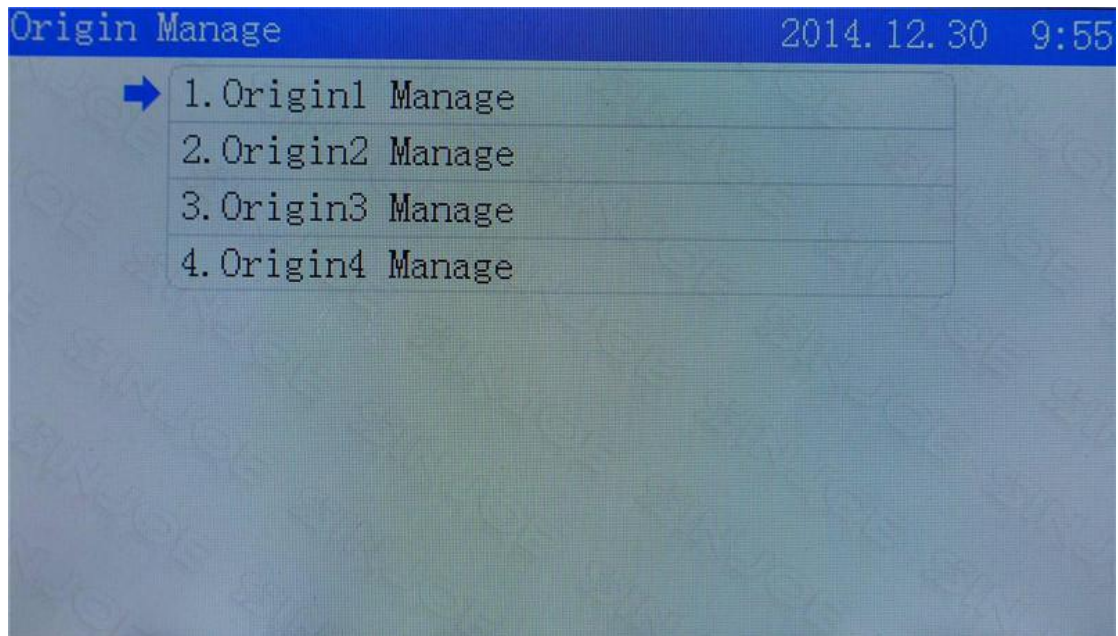 Origin Manage 2014.12.30 9:55
1.Origin1 Manage
2.Origin2 Manage
3.Origin3 Manage
4.Origin4 Manage